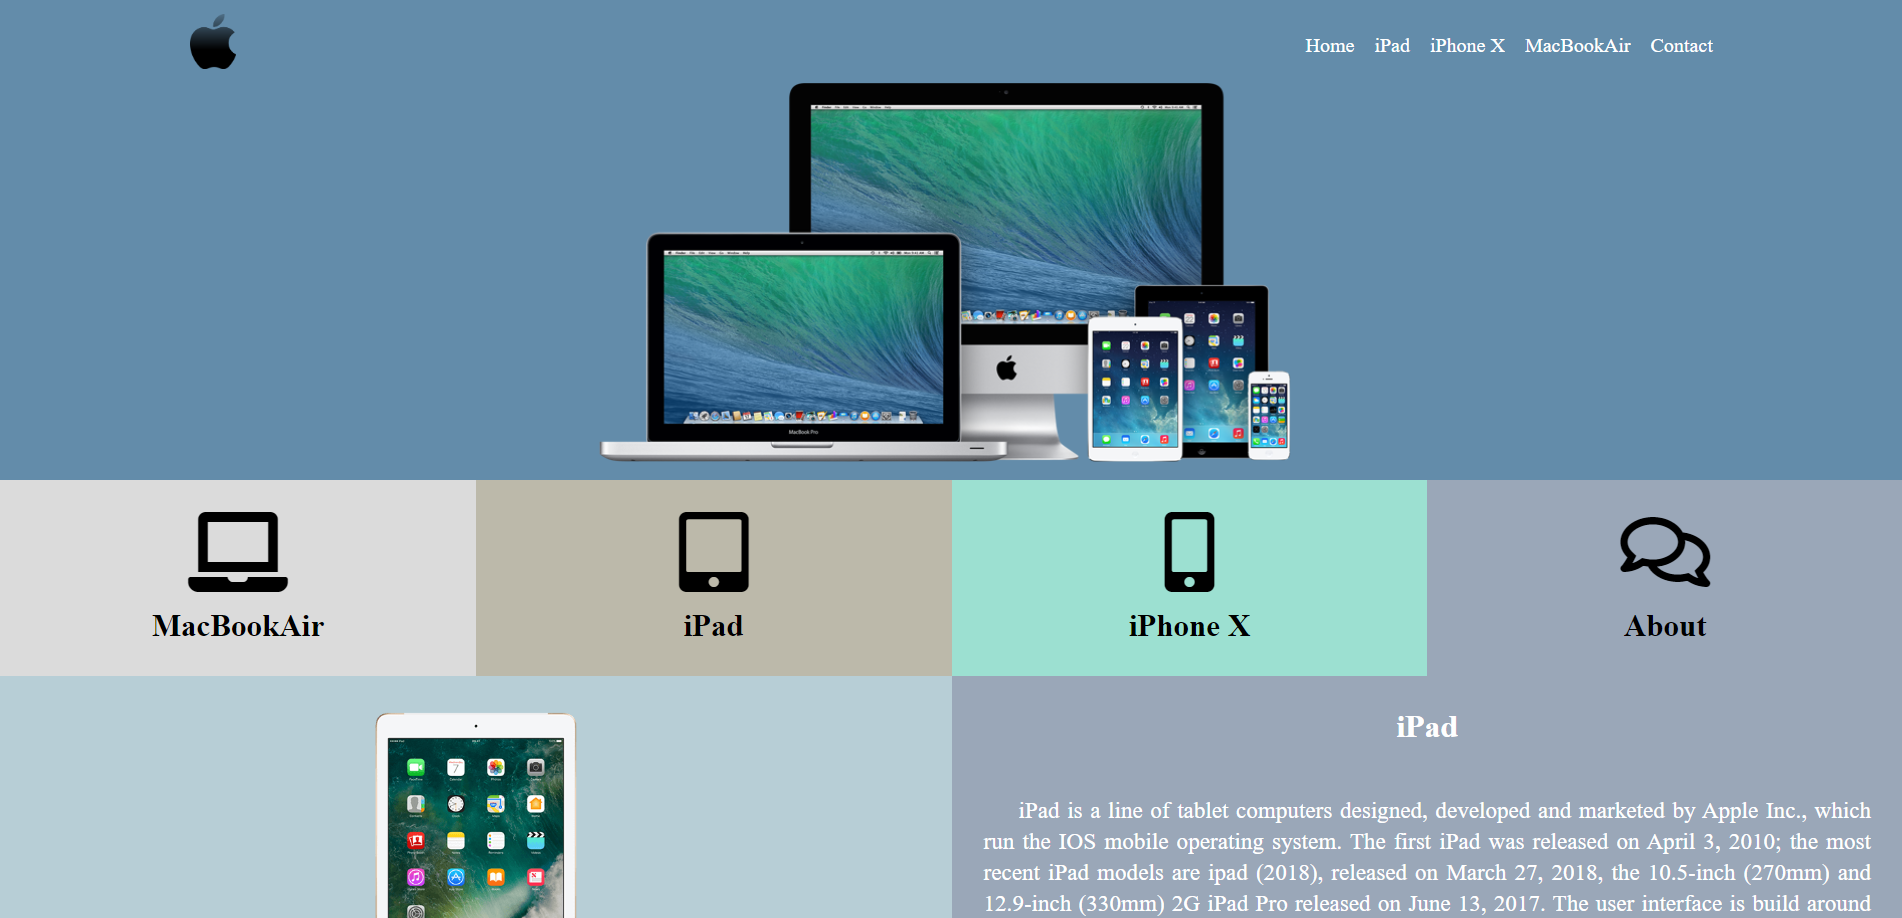 Home iPad iPhone X MacBookAir Contact
MacBook Pro
MacBookAir
iPad
iPhone X
About
iPad
iPad is a line of tablet computers designed, developed and marketed by Apple Inc., which
run the IOS mobile operating system. The first iPad was released on April 3, 2010; the most
recent iPad models are ipad (2018), released on March 27, 2018, the 10.5-inch (270mm) and
12.9-inch (330mm) 2G iPad Pro released on June 13, 2017. The user interface is build around